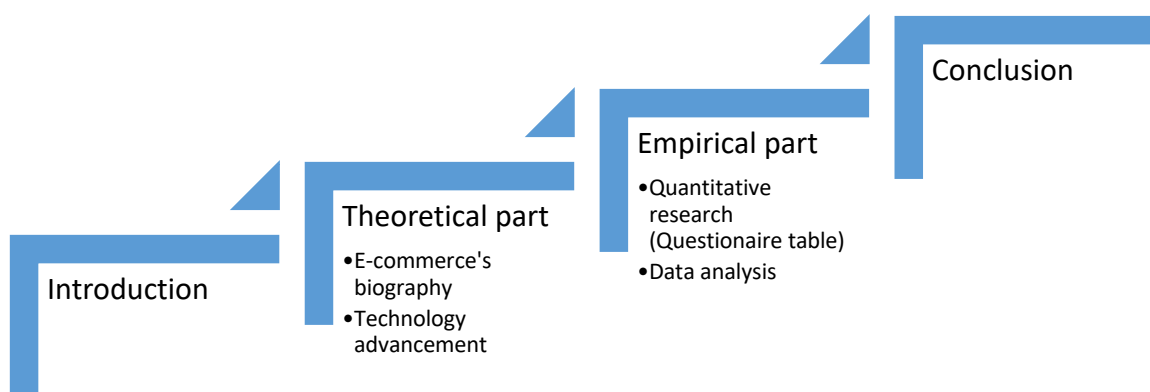 Introduction
Theoretical part
•E-commerce's
biography
•Technology
advancement
Empirical part
•Quantitative
research
(Questionaire table)
•Data analysis
Conclusion